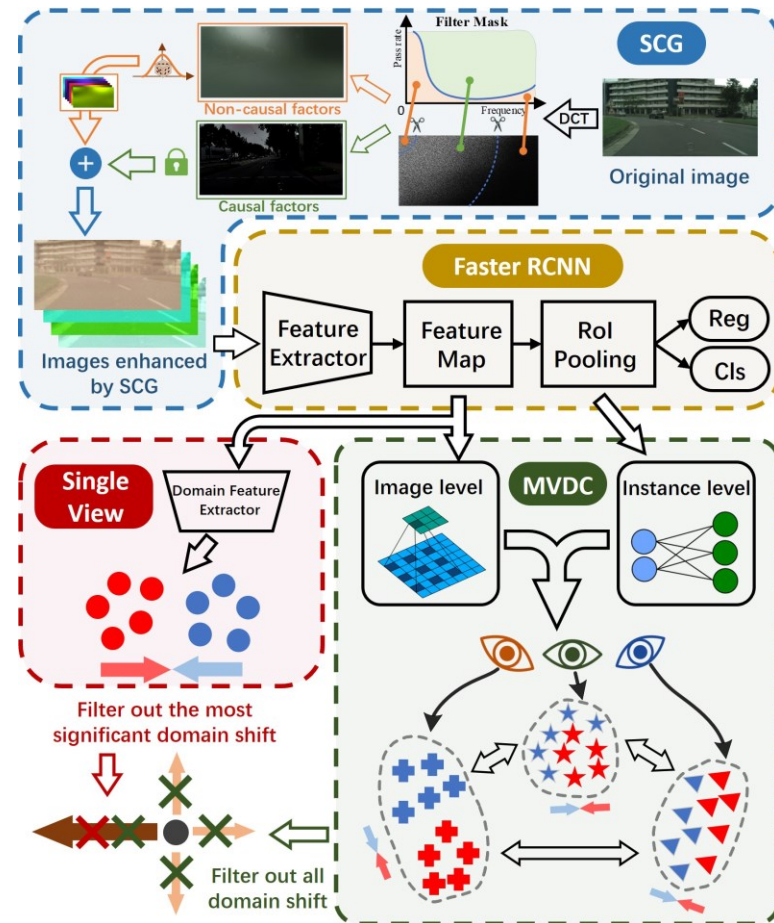 SCG
Filter Mask
Pass rate
0
Frequency
DCT
Original image
Non-causal factors
Causal factors
Images enhanced
by SCG
Faster RCNN
Feature
Extractor
Feature
Map
RoI
Pooling
Reg
Cls
Single
View
Domain Feature
Extractor
Filter out the most
significant domain shift
MVDC
Image level
Instance level
Filter out all
domain shift